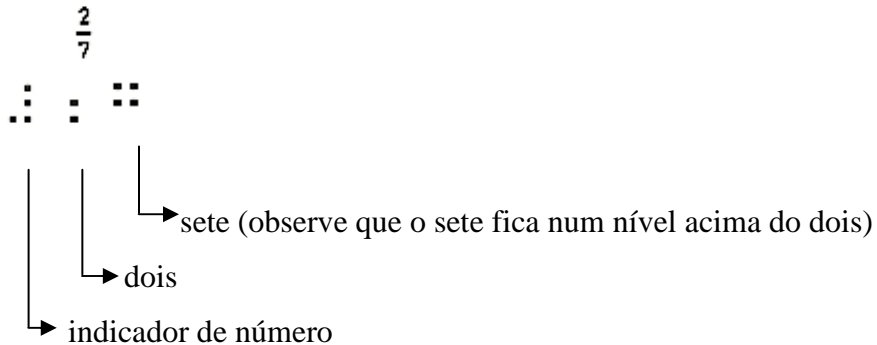 2
7
⠼ ⠆ ⠛
sete (observe que o sete fica num nível acima do dois)
dois
indicador de número